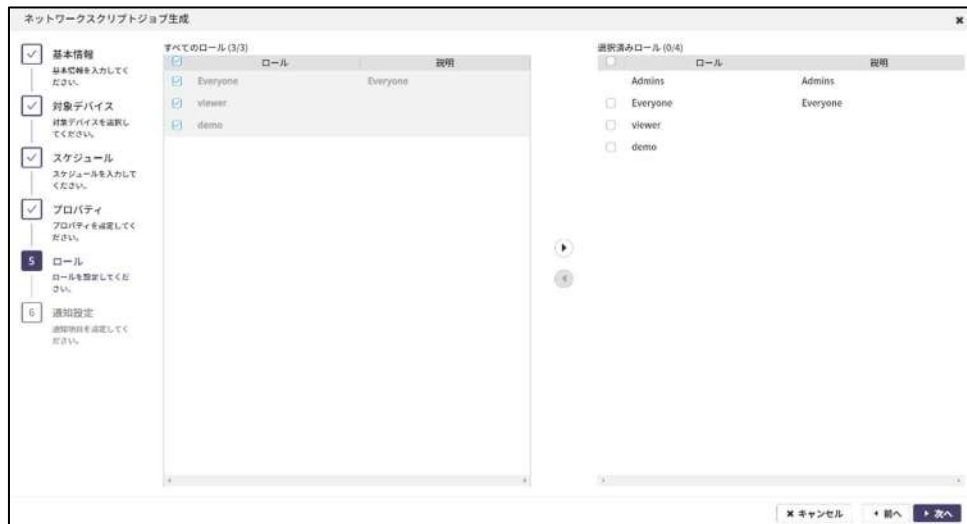 ネットワークスクリプトジョブ生成
基本情報
基本情報を入力してく
ださい。
対象デバイス
対象デバイスを選択し
てください。
スケジュール
スケジュールを入力して
ください。
プロパティ
プロパティを設定してく
ださい。
5 ロール
ロールを設定してくだ
さい。
6 通知設定
通知項目を設定してく
ださい。
すべてのロール (3/3)
ロール 説明
Everyone Everyone
viewer
demo
選択済みロール (0/4)
ロール 説明
Admins Admins
Everyone Everyone
viewer
demo
キャンセル 前へ 次へ